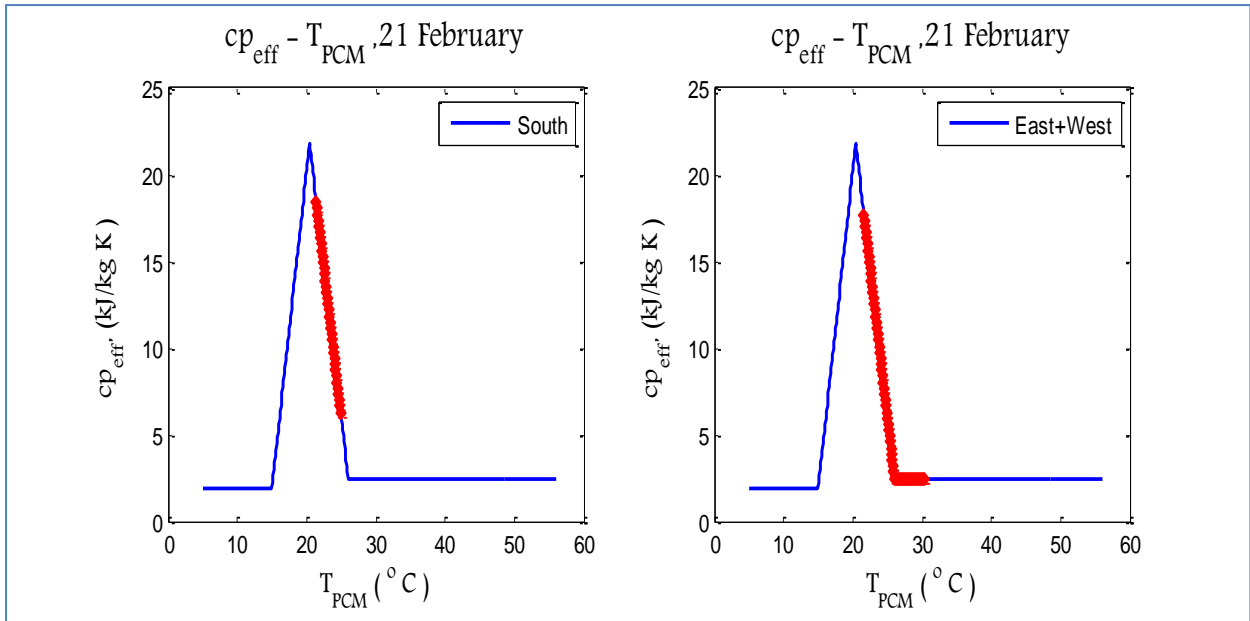 cp_eff - T_PCM ,21 February
25
20
15
10
5
0
0 10 20 30 40 50 60
cp_eff, (kJ/kg K)
T_PCM ( °C)
South
cp_eff - T_PCM ,21 February
25
20
15
10
5
0
0 10 20 30 40 50 60
cp_eff, (kJ/kg K)
T_PCM ( °C)
East+West